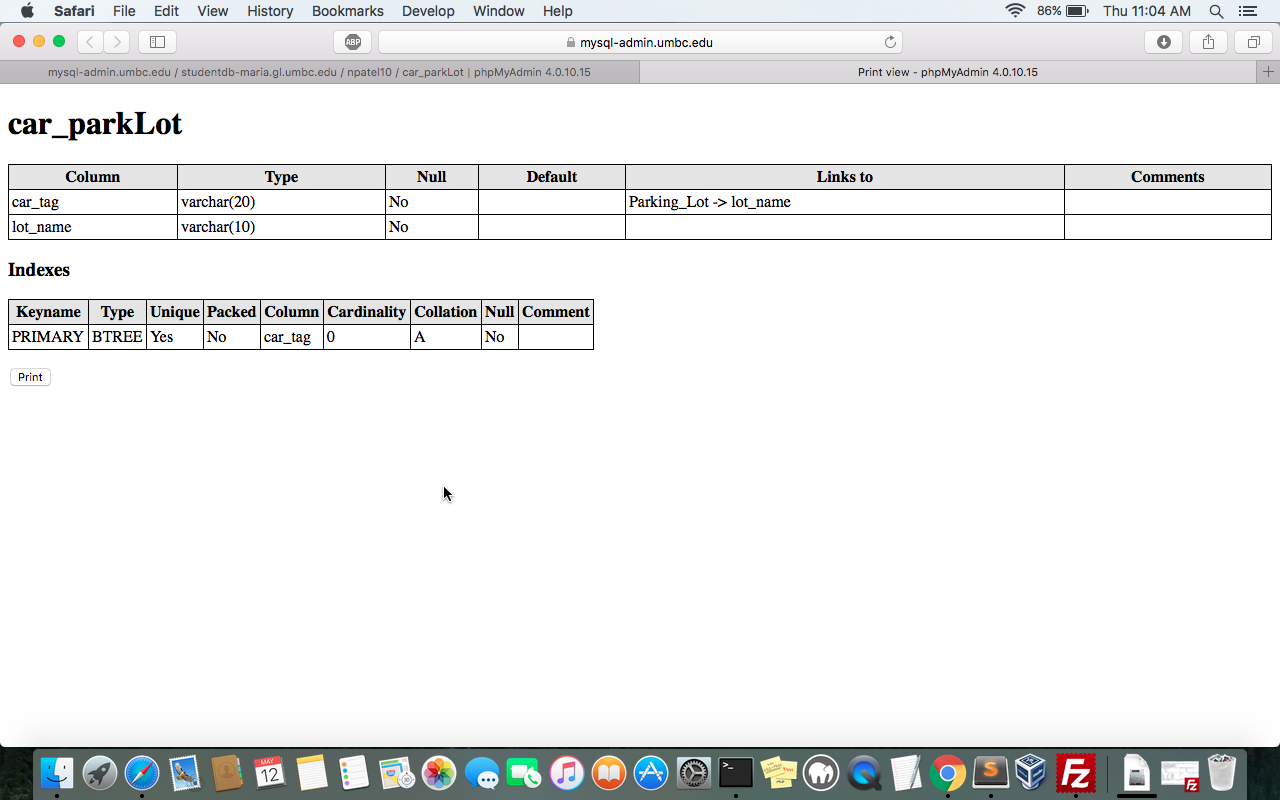 Safari File Edit View History Bookmarks Develop Window Help 86% Thu 11:04 AM
ABP mysql-admin.umbc.edu
mysql-admin.umbc.edu / studentdb-maria.gl.umbc.edu / npatel10 / car_parkLot | phpMyAdmin 4.0.10.15 Print view - phpMyAdmin 4.0.10.15
car_parkLot
Column Type Null Default Links to Comments
car_tag varchar(20) No Parking_Lot -> lot_name
lot_name varchar(10) No
Indexes
Keyname Type Unique Packed Column Cardinality Collation Null Comment
PRIMARY BTREE Yes No car_tag 0 A No
Print
MAY
12